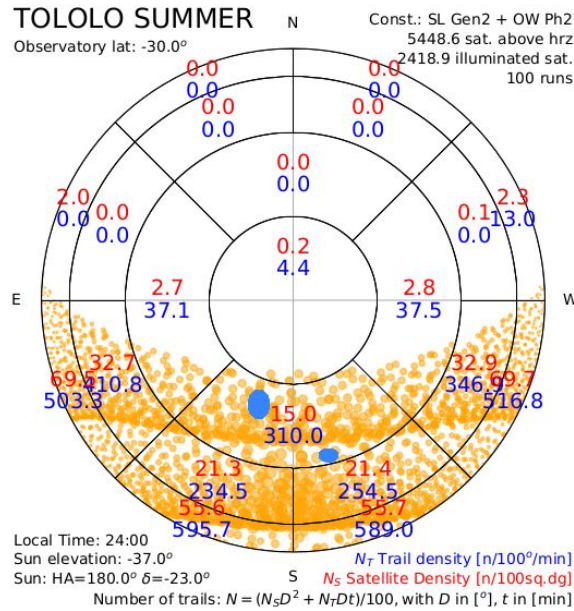 TOLOLO SUMMER
Observatory lat: -30.0°
N
Const.: SL Gen2 + OW Ph2
5448.6 sat. above hrz
2418.9 illuminated sat.
100 runs
0.0
0.0
0.0
0.0
0.0
0.0
0.0
0.0
0.0
0.0
2.0
0.0
0.0
0.0
0.1
0.0
2.3
13.0
0.2
4.4
2.7
37.1
2.8
37.5
E
W
69.5
503.3
32.7
410.8
32.9
346.9
69.7
516.8
15.0
310.0
21.3
234.5
21.4
254.5
55.6
595.7
55.7
589.0
S
Local Time: 24:00
Sun elevation: -37.0°
Sun: HA=180.0° δ=-23.0°
N_T Trail density [n/100°/min]
N_S Satellite Density [n/100sq.dg]
Number of trails: N = (N_S D² + N_T Dt)/100, with D in [°], t in [min]